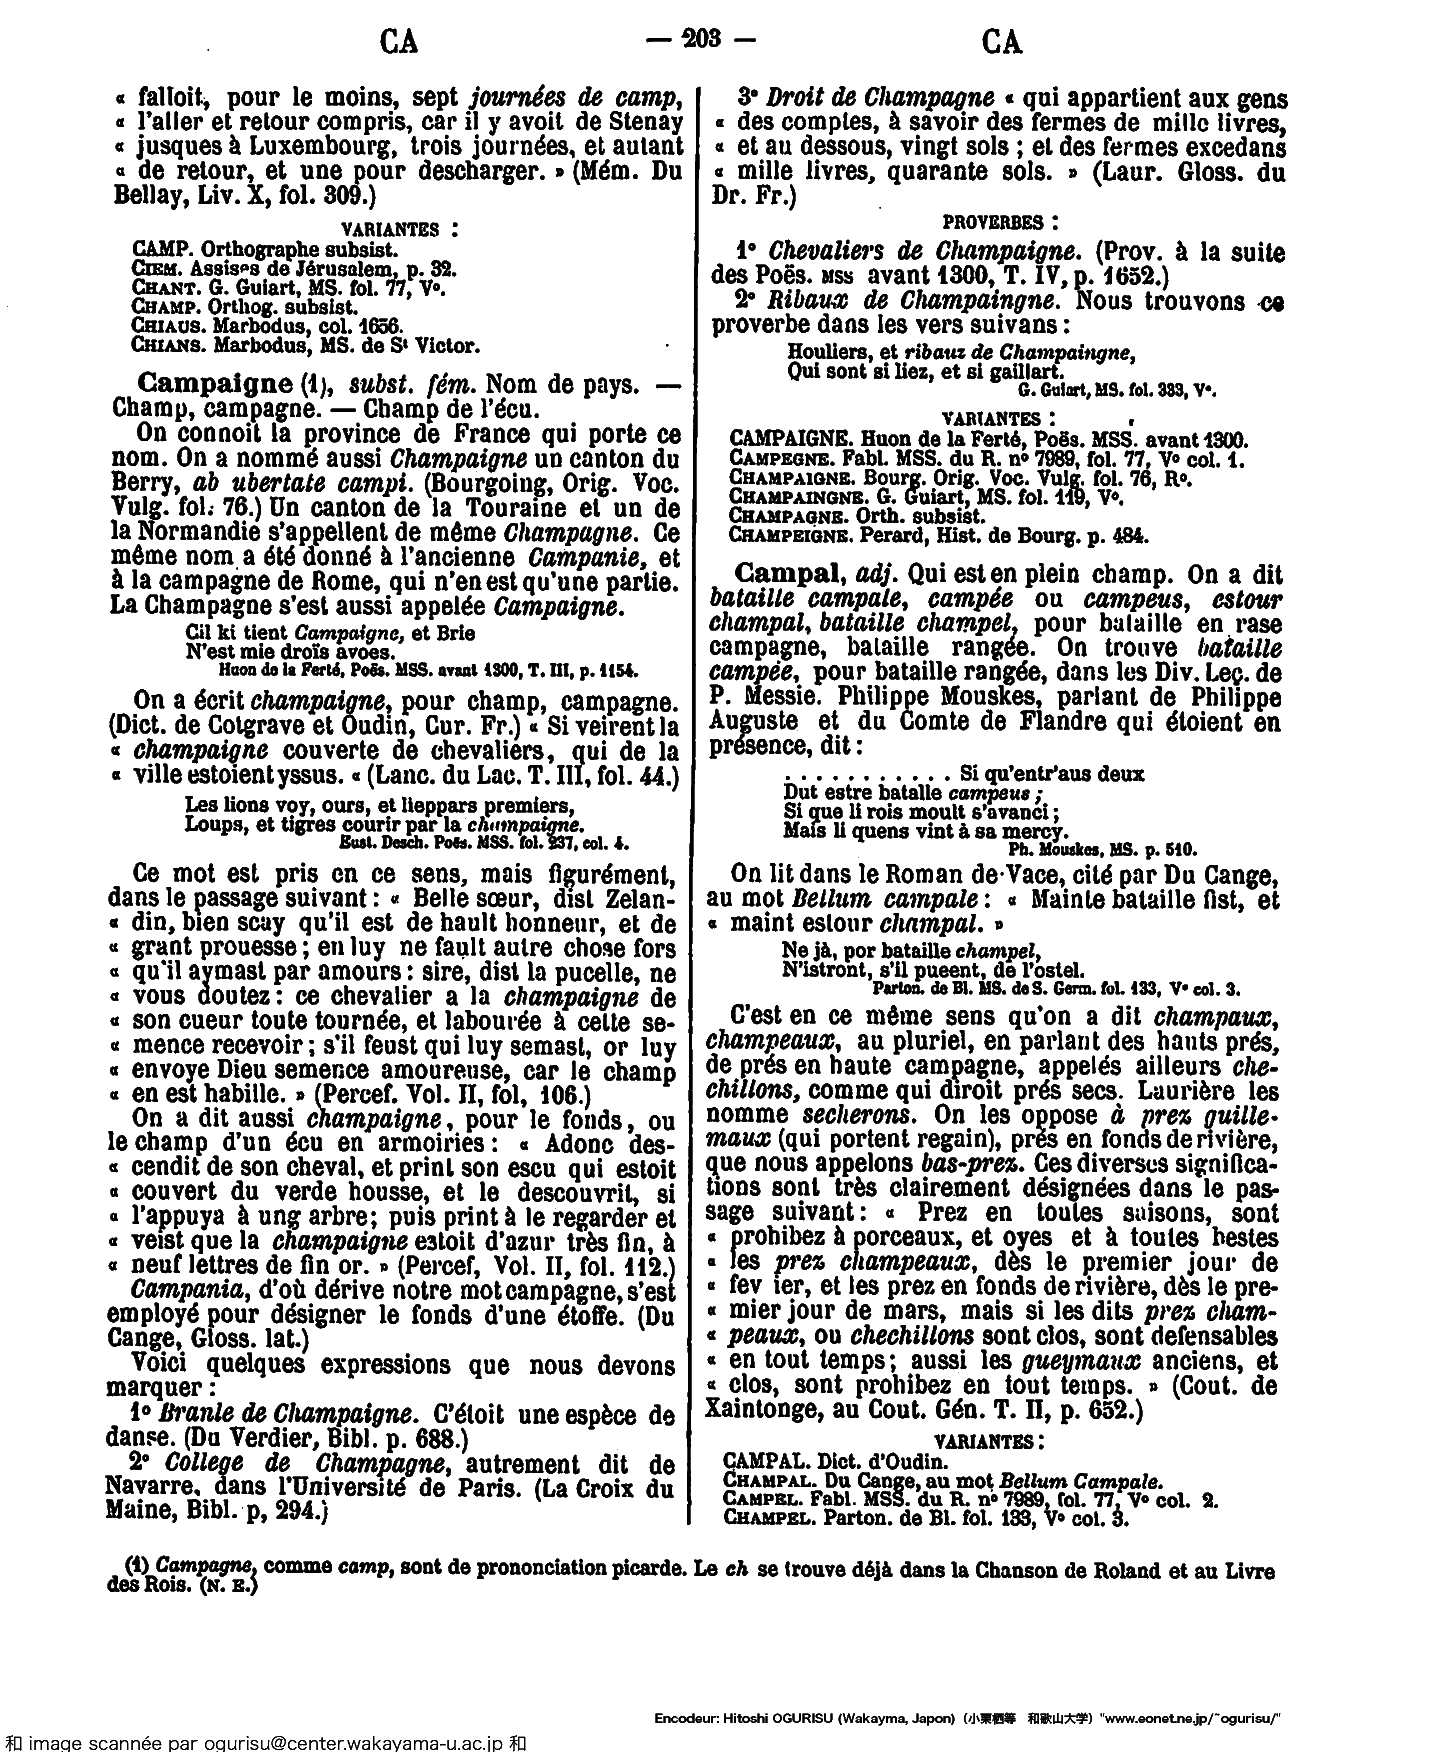 CA — 203 — CA
« falloit, pour le moins, sept journées de camp,
« l'aller et retour compris, car il y avoit de Stenay
« jusques à Luxembourg, trois journées, et autant
« de retour, et une pour descharger. » (Mém. Du
Bellay, Liv. X, fol. 309.)
VARIANTES :
CAMP. Orthographe subsist.
CIEM. Assises de Jérusalem, p. 32.
CHANT. G. Guiart, MS. fol. 77, Vº.
CHAMP. Orthog. subsist.
CHIAUS. Marbodus, col. 1656.
CHIANS. Marbodus, MS. de St Victor.
Campaigne (1), subst. fém. Nom de pays. —
Champ, campagne. — Champ de l'écu.
On connoit la province de France qui porte ce
nom. On a nommé aussi Champaigne un canton du
Berry, ab ubertate campi. (Bourgoing, Orig. Voc.
Vulg. fol. 76.) Un canton de la Touraine et un de
la Normandie s'appellent de même Champagne. Ce
même nom a été donné à l'ancienne Campanie, et
à la campagne de Rome, qui n'en est qu'une partie.
La Champagne s'est aussi appelée Campaigne.
Cil ki tient Campaigne, et Brie
N'est mie droïs avoes.
Huon de la Ferté, Poës. MSS. avant 1300, T. III, p. 1154.
On a écrit champaigne, pour champ, campagne.
(Dict. de Cotgrave et Oudin, Cur. Fr.) « Si veirent la
« champaigne couverte de chevaliers, qui de la
« ville estoient yssus. « (Lanc. du Lac. T. III, fol. 44.)
Les lions voy, ours, et lieppars premiers,
Loups, et tigres courir par la champaigne.
Eust. Desch. Poës. MSS. fol. 237, col. 4.
Ce mot est pris en ce sens, mais figurément,
dans le passage suivant : « Belle sœur, dist Zelan-
« din, bien scay qu'il est de hault honneur, et de
« grant prouesse ; en luy ne fault autre chose fors
« qu'il aymast par amours : sire, dist la pucelle, ne
« vous doutez : ce chevalier a la champaigne de
« son cueur toute tournée, et labourée à cette se-
« mence recevoir ; s'il feust qui luy semast, or luy
« envoye Dieu semence amoureuse, car le champ
« en est habille. » (Percef. Vol. II, fol, 106.)
On a dit aussi champaigne, pour le fonds, ou
le champ d'un écu en armoiries : « Adonc des-
« cendit de son cheval, et print son escu qui estoit
« couvert du verde housse, et le descouvrit, si
« l'appuya à ung arbre ; puis print à le regarder et
« veist que la champaigne estoit d'azur très fin, à
« neuf lettres de fin or. » (Percef, Vol. II, fol. 112.)
Campania, d'où dérive notre mot campagne, s'est
employé pour désigner le fonds d'une étoffe. (Du
Cange, Gloss. lat.)
Voici quelques expressions que nous devons
marquer :
1º Branle de Champaigne. C'étoit une espèce de
danse. (Du Verdier, Bibl. p. 688.)
2º College de Champagne, autrement dit de
Navarre, dans l'Université de Paris. (La Croix du
Maine, Bibl. p, 294.)
3º Droit de Champagne « qui appartient aux gens
« des comptes, à savoir des fermes de mille livres,
« et au dessous, vingt sols ; et des fermes excedans
« mille livres, quarante sols. » (Laur. Gloss. du
Dr. Fr.)
PROVERBES :
1º Chevaliers de Champaigne. (Prov. à la suite
des Poës. MSS avant 1300, T. IV, p. 1652.)
2º Ribaux de Champaingne. Nous trouvons ce
proverbe dans les vers suivans :
Houliers, et ribauz de Champaingne,
Qui sont si liez, et si gaillart.
G. Guiart, MS. fol. 333, Vº.
VARIANTES :
CAMPAIGNE. Huon de la Ferté, Poës. MSS. avant 1300.
CAMPEGNE. Fabl. MSS. du R. nº 7989, fol. 77, Vº col. 1.
CHAMPAIGNE. Bourg. Orig. Voc. Vulg. fol. 76, Rº.
CHAMPAINGNE. G. Guiart, MS. fol. 119, Vº.
CHAMPAGNE. Orth. subsist.
CHAMPEIGNE. Perard, Hist. de Bourg. p. 484.
Campal, adj. Qui est en plein champ. On a dit
bataille campale, campée ou campeus, estour
champal, bataille champel, pour bataille en rase
campagne, bataille rangée. On trouve bataille
campée, pour bataille rangée, dans les Div. Leç. de
P. Messie. Philippe Mouskes, parlant de Philippe
Auguste et du Comte de Flandre qui étoient en
présence, dit :
. . . . . . . . . . . Si qu'entr'aus deux
Dut estre batalle campeus ;
Si que li rois moult s'avanci ;
Mais li quens vint à sa mercy.
Ph. Mouskes, MS. p. 510.
On lit dans le Roman de Vace, cité par Du Cange,
au mot Bellum campale : « Mainte bataille fist, et
« maint estour champal. »
Ne jà, por bataille champel,
N'istront, s'il pueent, de l'ostel.
Parton. de Bl. MS. de S. Germ. fol. 133, Vº col. 3.
C'est en ce même sens qu'on a dit champaux,
champeaux, au pluriel, en parlant des hauts prés,
de prés en haute campagne, appelés ailleurs che-
chillons, comme qui diroit prés secs. Laurière les
nomme secherons. On les oppose à prez guille-
maux (qui portent regain), prés en fonds de rivière,
que nous appelons bas-prez. Ces diverses significa-
tions sont très clairement désignées dans le pas-
sage suivant : « Prez en toutes saisons, sont
« prohibez à porceaux, et oyes et à toutes bestes
« les prez champeaux, dès le premier jour de
« fev ier, et les prez en fonds de rivière, dès le pre-
« mier jour de mars, mais si les dits prez cham-
« peaux, ou chechillons sont clos, sont defensables
« en tout temps ; aussi les gueymaux anciens, et
« clos, sont prohibez en tout temps. » (Cout. de
Xaintonge, au Cout. Gén. T. II, p. 652.)
VARIANTES :
CAMPAL. Dict. d'Oudin.
CHAMPAL. Du Cange, au mot Bellum Campale.
CAMPEL. Fabl. MSS. du R. nº 7989, fol. 77, Vº col. 2.
CHAMPEL. Parton. de Bl. fol. 133, Vº col. 3.
(1) Campagne, comme camp, sont de prononciation picarde. Le ch se trouve déjà dans la Chanson de Roland et au Livre
des Rois. (N. E.)
Encodeur: Hitoshi OGURISU (Wakayma, Japon) (小栗栖等 和歌山大学) "www.eonet.ne.jp/~ogurisu/"
和 image scannée par ogurisu@center.wakayama-u.ac.jp 和